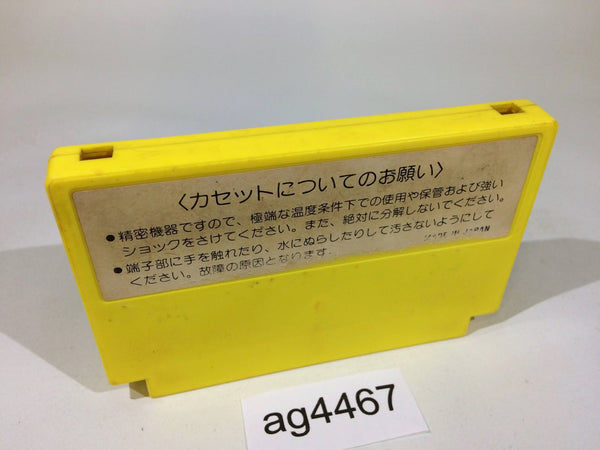 〈カセットについてのお願い〉
●精密機器ですので、極端な温度条件下での使用や保管および強い
ショックをさけてください。また、絶対に分解しないでください。
●端子部に手を触れたり、水にぬらしたりして汚さないようにして
ください。故障の原因となります。
MADE IN JAPAN
ag4467